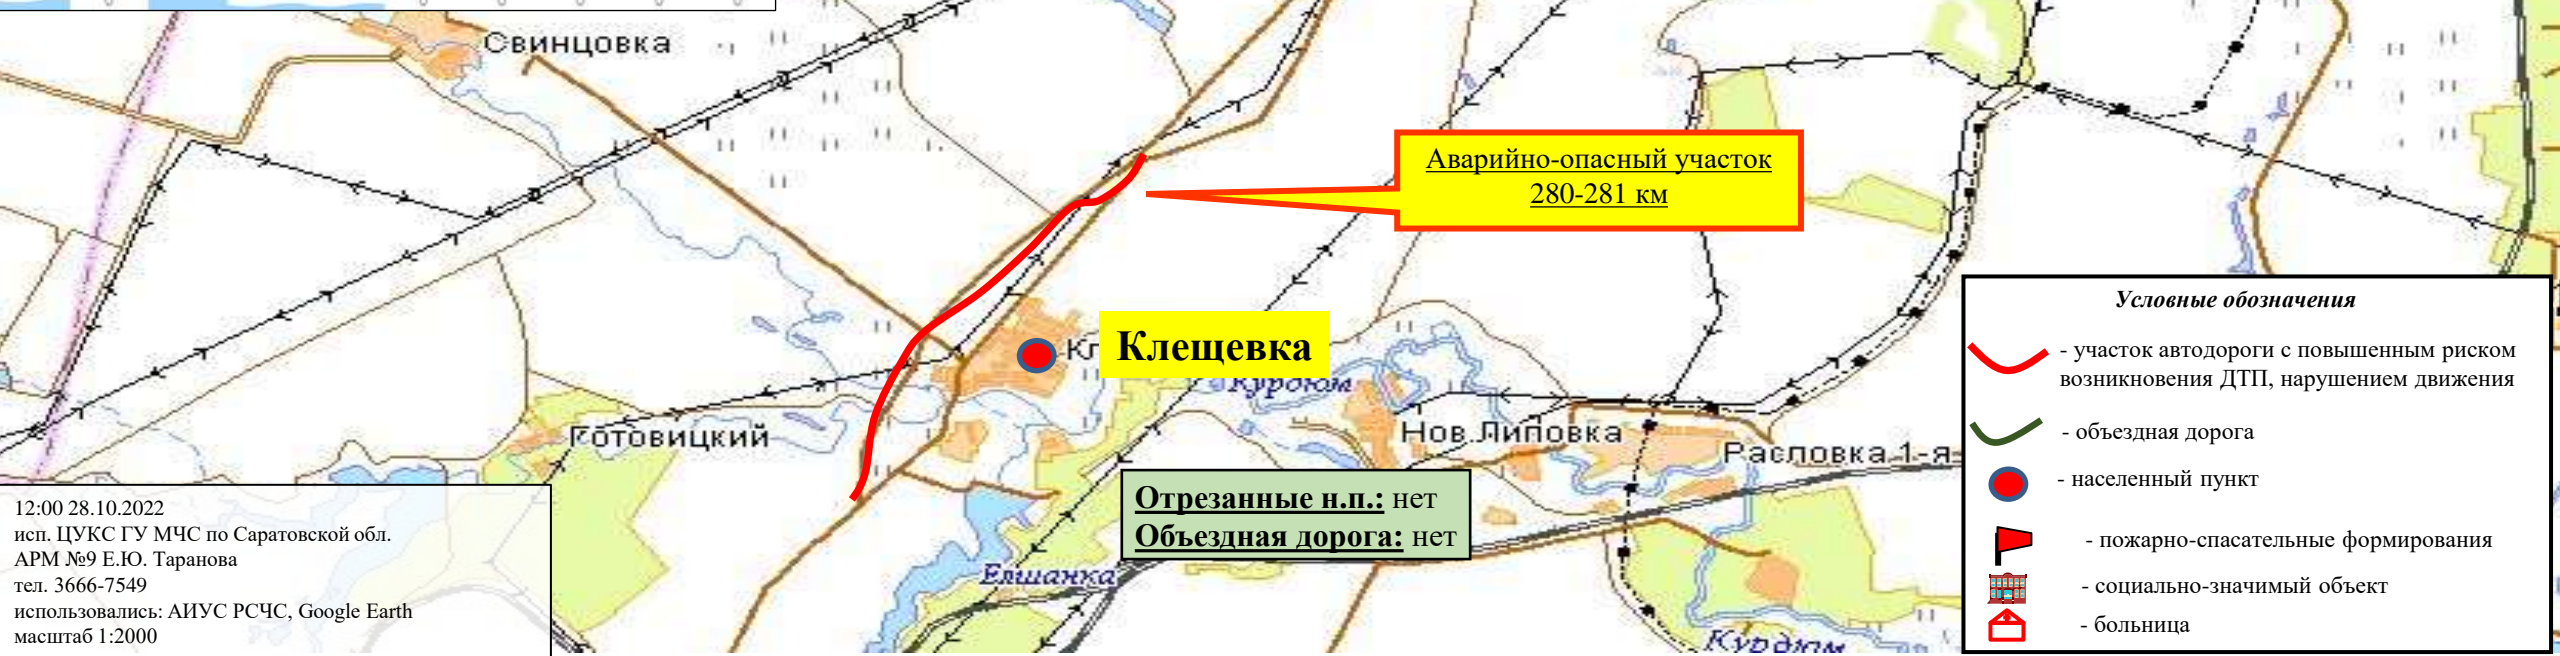 Свинцовка
Аварийно-опасный участок
280-281 км
Клещевка
Курдюм
Готовицкий
Нов.Липовка
Расловка 1-я
Отрезанные н.п.: нет
Объездная дорога: нет
Елшанка
Курдюм
12:00 28.10.2022
исп. ЦУКС ГУ МЧС по Саратовской обл.
АРМ №9 Е.Ю. Таранова
тел. 3666-7549
использовались: АИУС РСЧС, Google Earth
масштаб 1:2000
Условные обозначения
- участок автодороги с повышенным риском
возникновения ДТП, нарушением движения
- объездная дорога
- населенный пункт
- пожарно-спасательные формирования
- социально-значимый объект
- больница